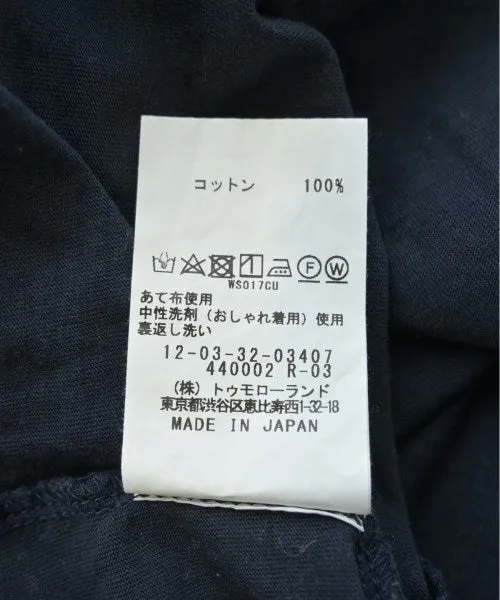 コットン 100%
F W
WS017CU
あて布使用
中性洗剤（おしゃれ着用）使用
裏返し洗い
12-03-32-03407
440002 R-03
（株）トゥモローランド
東京都渋谷区恵比寿西1-32-18
MADE IN JAPAN